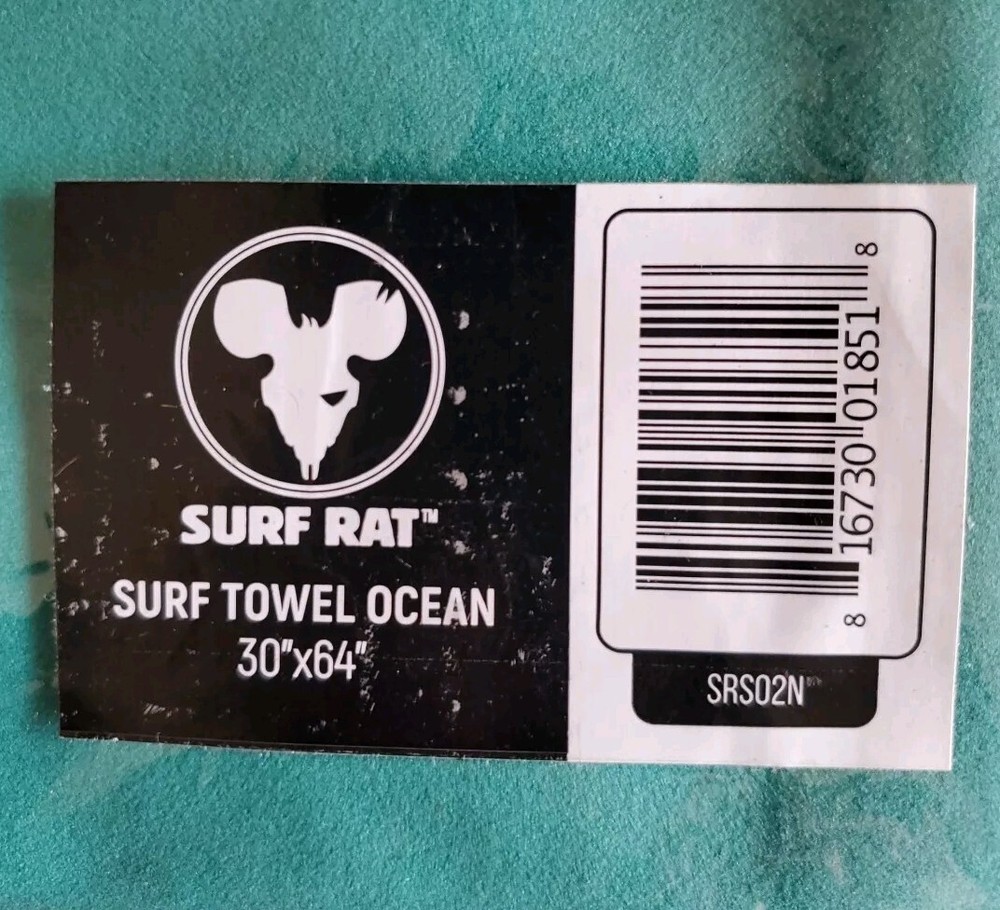 SURF RAT™
SURF TOWEL OCEAN
30"x64"
8 16730 01851 8
SRS02N